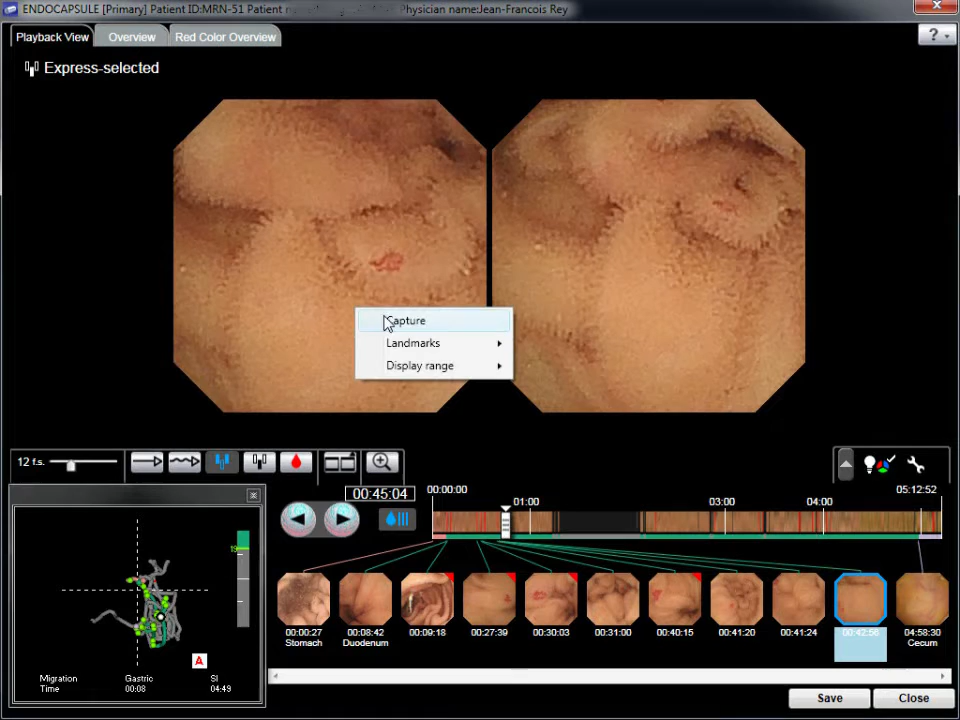 ENDOCAPSULE [Primary] Patient ID:MRN-51 Patient Physician name:Jean-Francois Rey
Playback View Overview Red Color Overview
?
Express-selected
Capture
Landmarks
Display range
12 f.s.
00:45:04
00:00:00 05:12:52
01:00 03:00 04:00
19
A
Migration Time Gastric 00:08 SI 04:49
00:00:27 Stomach
00:08:42 Duodenum
00:09:18
00:27:39
00:30:03
00:31:00
00:40:15
00:41:20
00:41:24
04:58:30 Cecum
Save Close